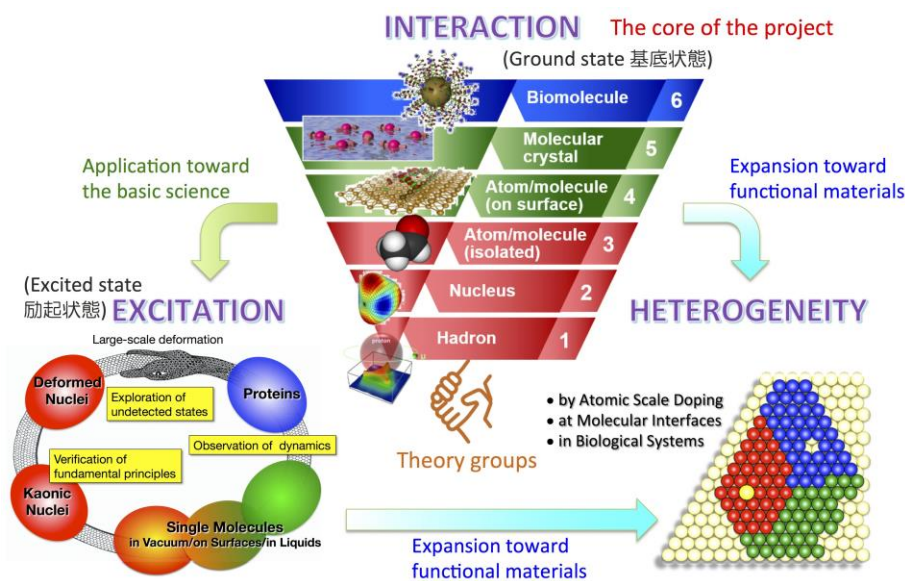 INTERACTION The core of the project
(Ground state 基底状態)
Biomolecule 6
Molecular
crystal 5
Atom/molecule
(on surface) 4
Atom/molecule
(isolated) 3
Nucleus 2
Hadron 1
proton
Application toward
the basic science
Expansion toward
functional materials
(Excited state
励起状態) EXCITATION
Large-scale deformation
Deformed
Nuclei
Exploration of
undetected states
Proteins
Observation of dynamics
Verification of
fundamental principles
Kaonic
Nuclei
Single Molecules
in Vacuum/on Surfaces/in Liquids
Theory groups
HETEROGENEITY
• by Atomic Scale Doping
• at Molecular Interfaces
• in Biological Systems
Expansion toward
functional materials